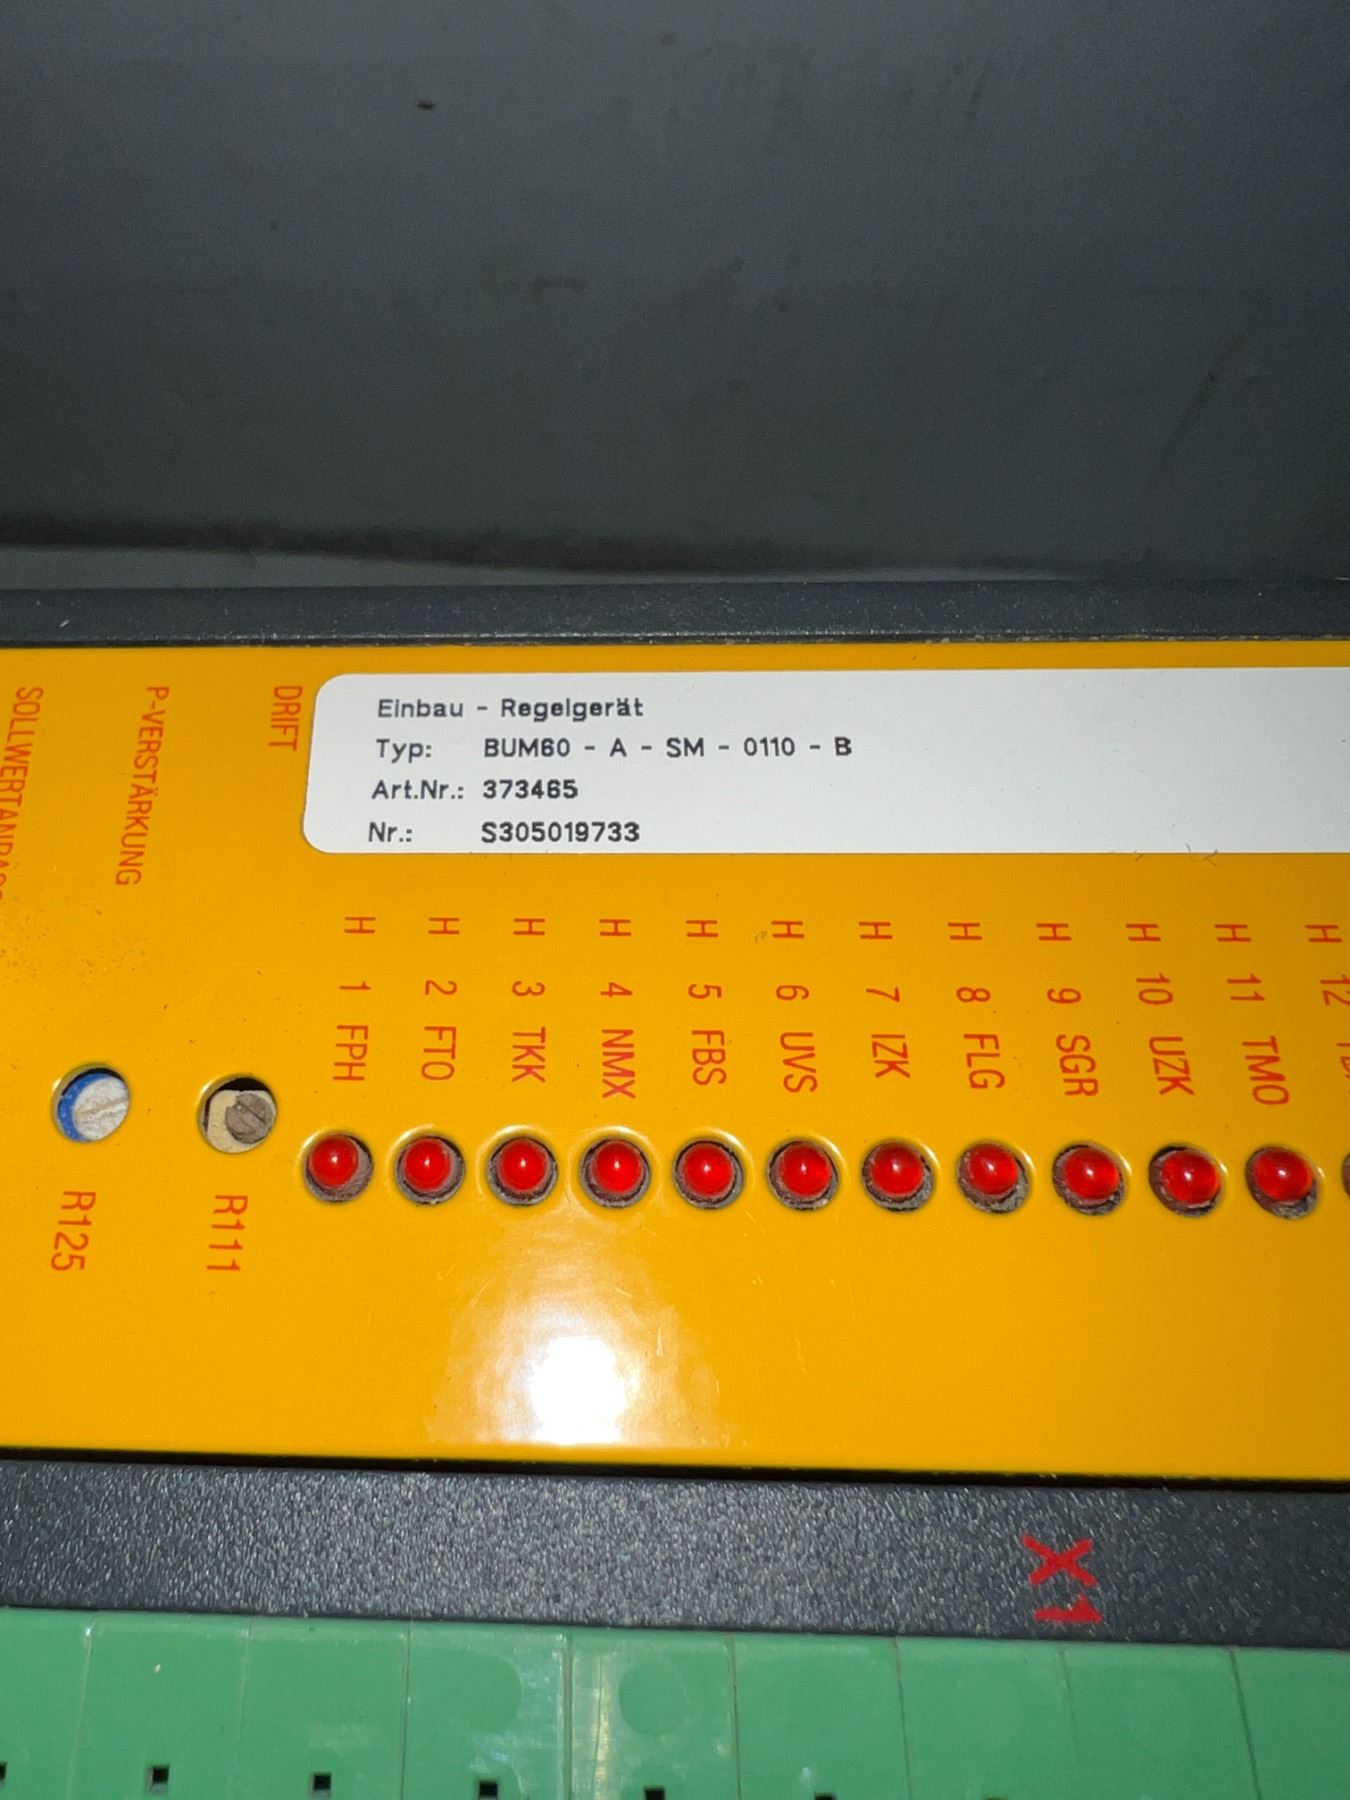 Einbau - Regelgerät
Typ: BUM60 - A - SM - 0110 - B
Art.Nr.: 373465
Nr.: S305019733
P-VERSTÄRKUNG
DRIFT
H 1 FPH
H 2 FTO
H 3 TKK
H 4 NMX
H 5 FBS
H 6 UVS
H 7 IZK
H 8 FLG
H 9 SGR
H 10 UZK
H 11 TMO
H 12
R125
R111
X1